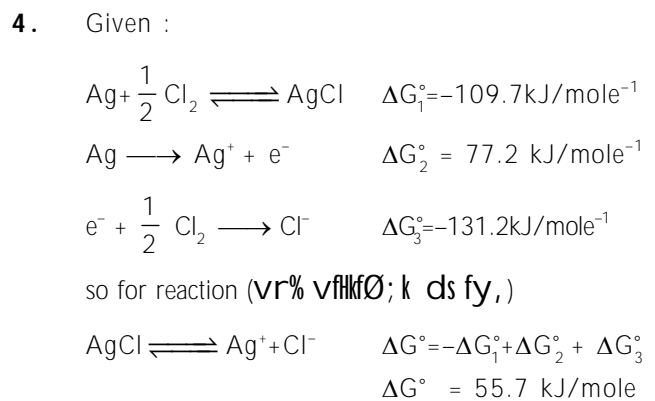 4. Given :
Ag+ 1/2 Cl₂ ⇌ AgCl ΔG°₁=–109.7kJ/mole⁻¹
Ag ⟶ Ag⁺ + e⁻ ΔG°₂ = 77.2 kJ/mole⁻¹
e⁻ + 1/2 Cl₂ ⟶ Cl⁻ ΔG°₃=–131.2kJ/mole⁻¹
so for reaction (vr% vfHkfØ;k ds fy,)
AgCl ⇌ Ag⁺+Cl⁻ ΔG°=–ΔG°₁+ΔG°₂ + ΔG°₃
ΔG° = 55.7 kJ/mole